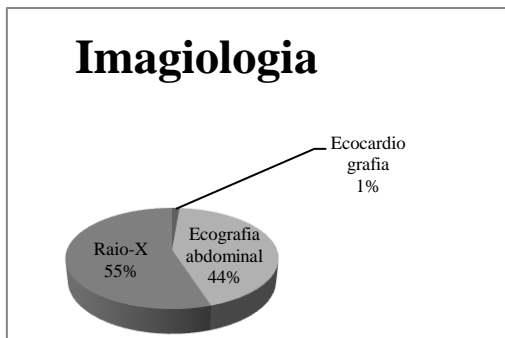 Imagiologia
Ecocardio
grafia
1%
Raio-X
55%
Ecografia
abdominal
44%